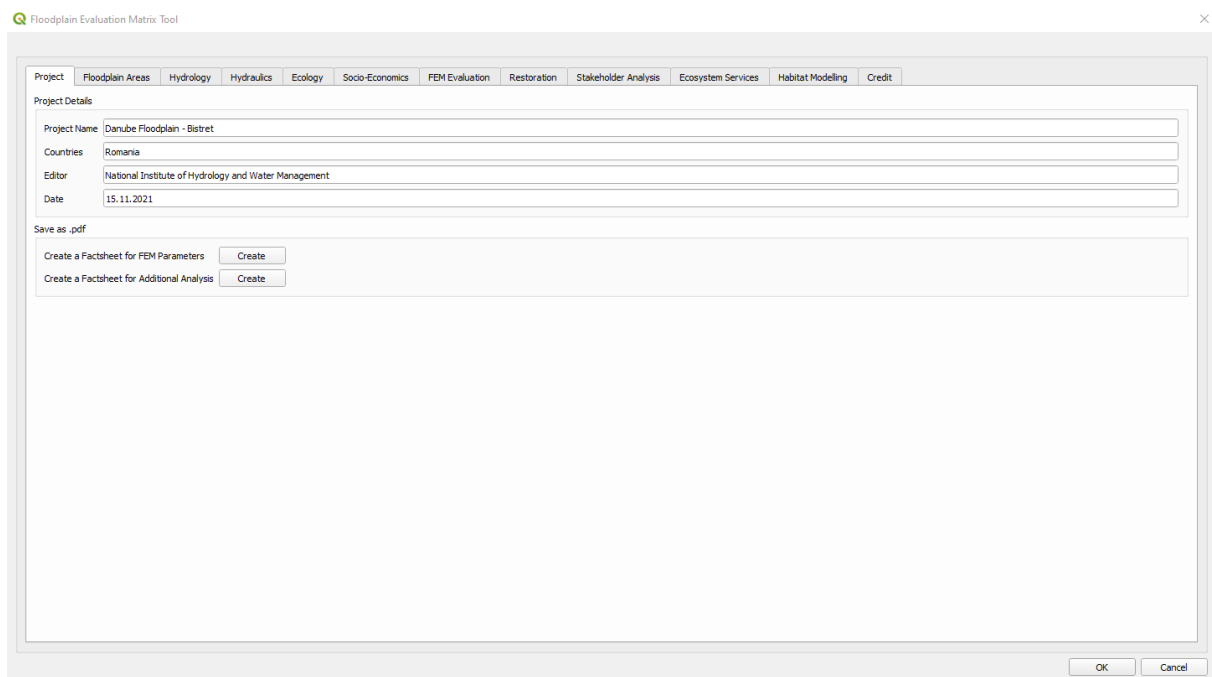 Floodplain Evaluation Matrix Tool
Project Floodplain Areas Hydrology Hydraulics Ecology Socio-Economics FEM Evaluation Restoration Stakeholder Analysis Ecosystem Services Habitat Modelling Credit
Project Details
Project Name Danube Floodplain - Bistret
Countries Romania
Editor National Institute of Hydrology and Water Management
Date 15.11.2021
Save as .pdf
Create a Factsheet for FEM Parameters Create
Create a Factsheet for Additional Analysis Create
OK Cancel